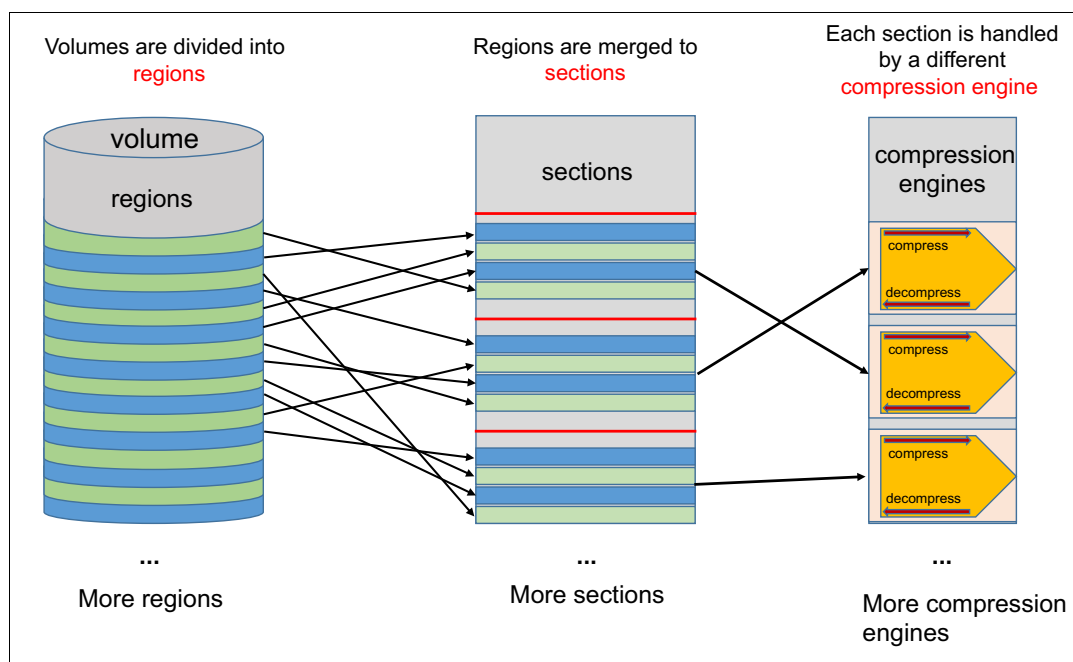 Volumes are divided into
regions
Regions are merged to
sections
Each section is handled
by a different
compression engine
volume
regions
sections
compression
engines
compress
decompress
compress
decompress
compress
decompress
...
More regions
...
More sections
...
More compression
engines